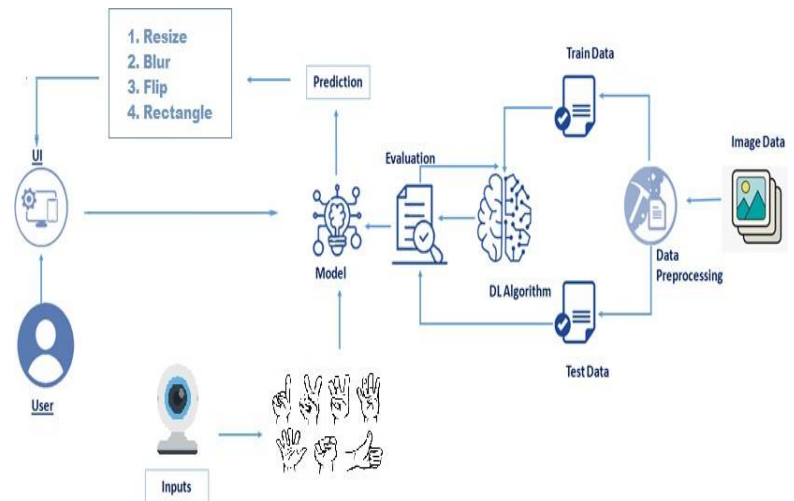 1. Resize
2. Blur
3. Flip
4. Rectangle
Prediction
Train Data
Image Data
UI
Evaluation
Model
DL Algorithm
Data
Preprocessing
Test Data
User
Inputs